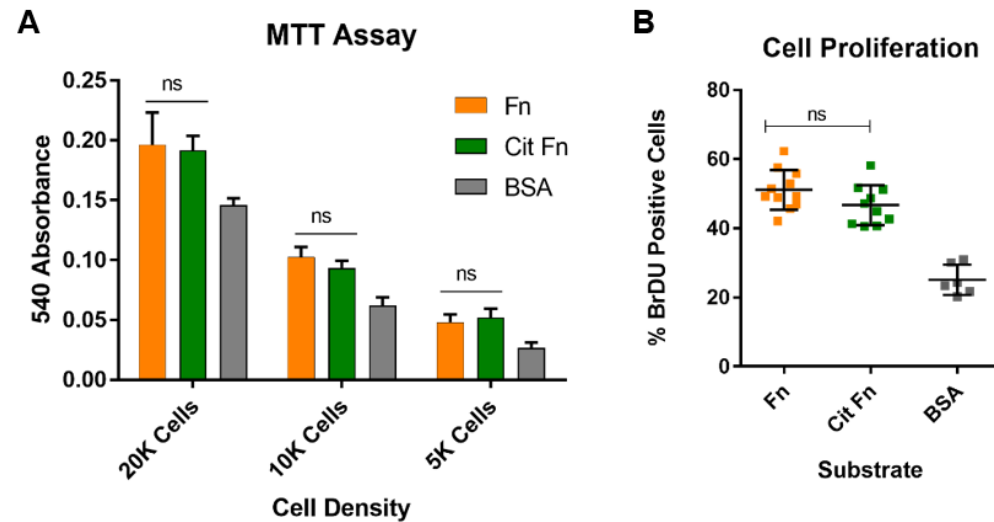 A
MTT Assay
540 Absorbance
0.25
0.20
0.15
0.10
0.05
0.00
ns
ns
ns
Fn
Cit Fn
BSA
20K Cells
10K Cells
5K Cells
Cell Density
B
Cell Proliferation
% BrDU Positive Cells
80
60
40
20
0
ns
Fn
Cit Fn
BSA
Substrate